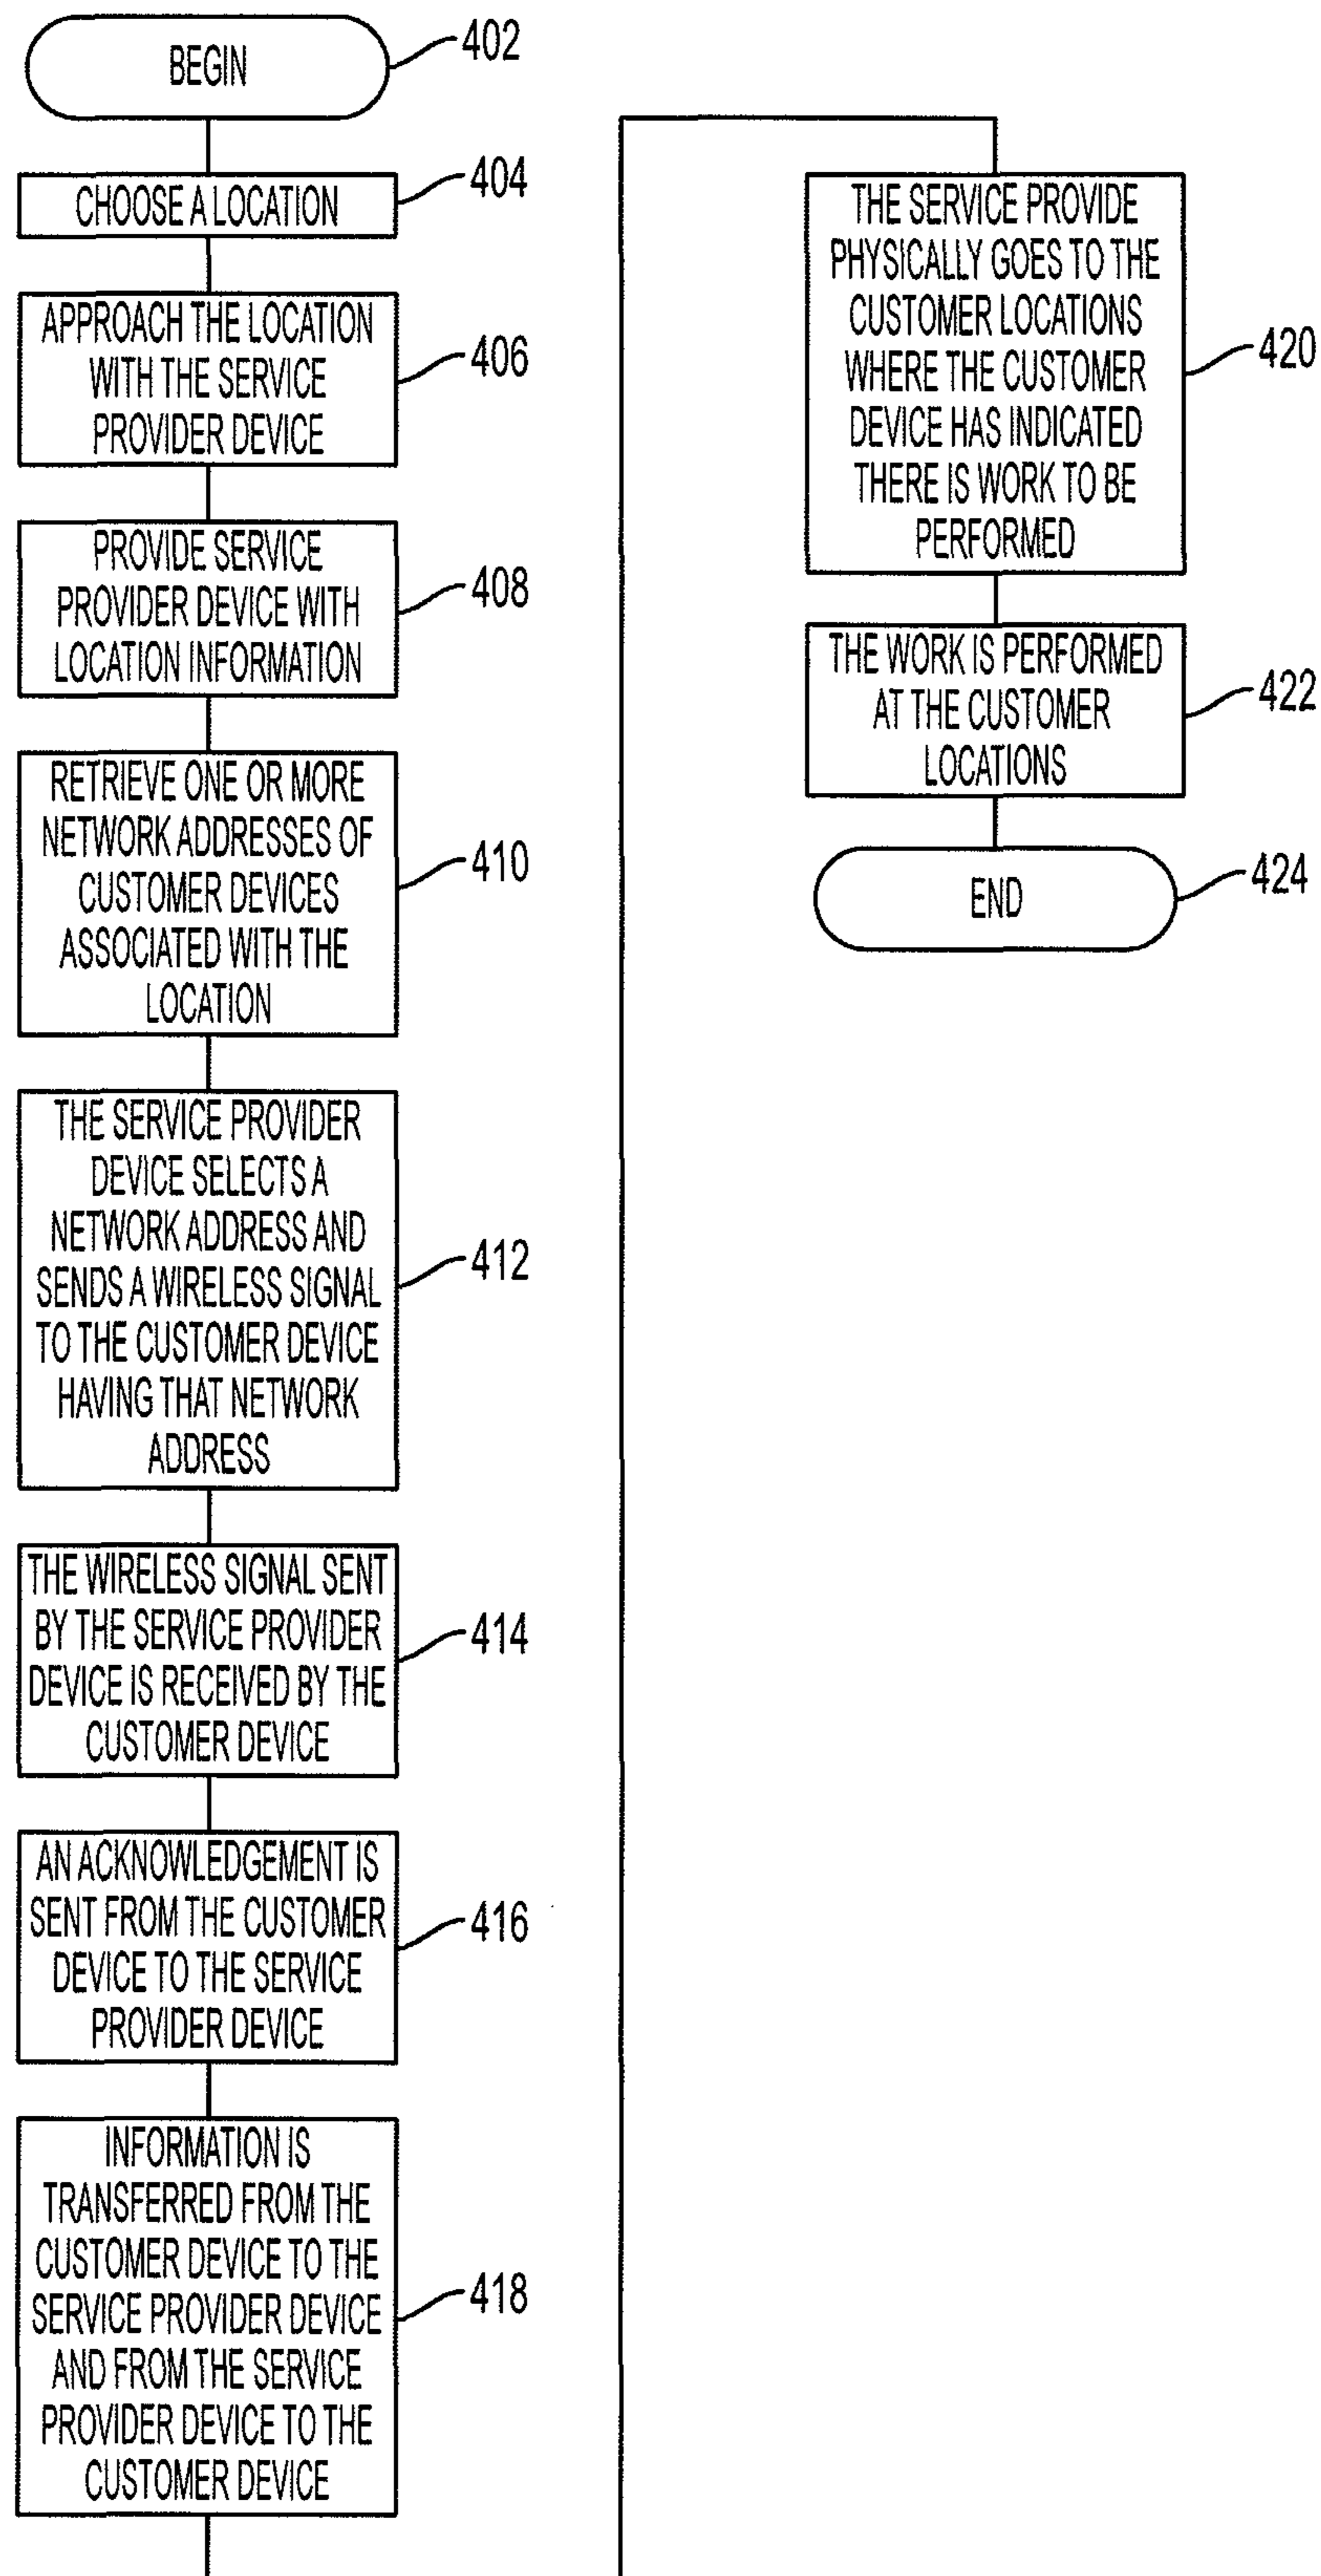 BEGIN
402
CHOOSE A LOCATION
404
APPROACH THE LOCATION
WITH THE SERVICE
PROVIDER DEVICE
406
PROVIDE SERVICE
PROVIDER DEVICE WITH
LOCATION INFORMATION
408
RETRIEVE ONE OR MORE
NETWORK ADDRESSES OF
CUSTOMER DEVICES
ASSOCIATED WITH THE
LOCATION
410
THE SERVICE PROVIDER
DEVICE SELECTS A
NETWORK ADDRESS AND
SENDS A WIRELESS SIGNAL
TO THE CUSTOMER DEVICE
HAVING THAT NETWORK
ADDRESS
412
THE WIRELESS SIGNAL SENT
BY THE SERVICE PROVIDER
DEVICE IS RECEIVED BY THE
CUSTOMER DEVICE
414
AN ACKNOWLEDGEMENT IS
SENT FROM THE CUSTOMER
DEVICE TO THE SERVICE
PROVIDER DEVICE
416
INFORMATION IS
TRANSFERRED FROM THE
CUSTOMER DEVICE TO THE
SERVICE PROVIDER DEVICE
AND FROM THE SERVICE
PROVIDER DEVICE TO THE
CUSTOMER DEVICE
418
THE SERVICE PROVIDE
PHYSICALLY GOES TO THE
CUSTOMER LOCATIONS
WHERE THE CUSTOMER
DEVICE HAS INDICATED
THERE IS WORK TO BE
PERFORMED
420
THE WORK IS PERFORMED
AT THE CUSTOMER
LOCATIONS
422
END
424